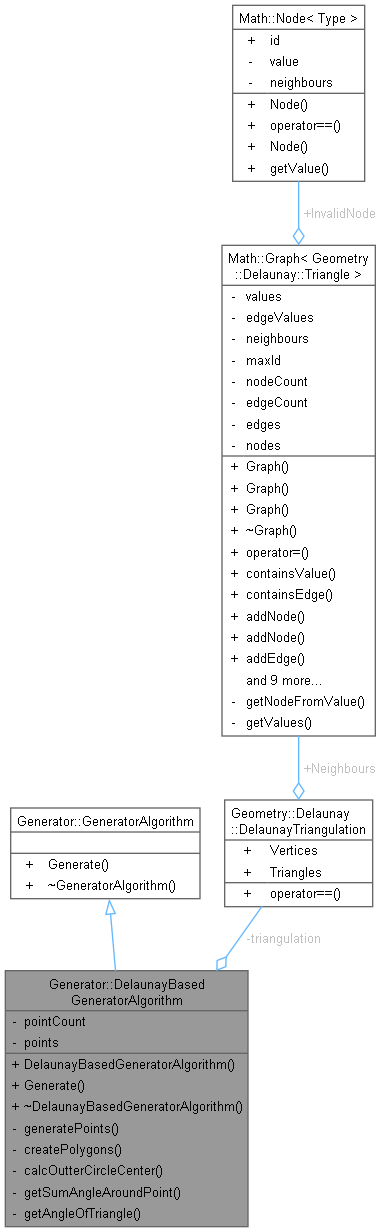 Math::Node< Type >
+ id
- value
- neighbours
+ Node()
+ operator==()
+ Node()
+ getValue()
+InvalidNode
Math::Graph< Geometry
::Delaunay::Triangle >
- values
- edgeValues
- neighbours
- maxId
- nodeCount
- edgeCount
- edges
- nodes
+ Graph()
+ Graph()
+ Graph()
+ ~Graph()
+ operator=()
+ containsValue()
+ containsEdge()
+ addNode()
+ addNode()
+ addEdge()
and 9 more...
- getNodeFromValue()
- getValues()
+Neighbours
Generator::GeneratorAlgorithm
+ Generate()
+ ~GeneratorAlgorithm()
Geometry::Delaunay
::DelaunayTriangulation
+ Vertices
+ Triangles
+ operator==()
-triangulation
Generator::DelaunayBased
GeneratorAlgorithm
- pointCount
- points
+ DelaunayBasedGeneratorAlgorithm()
+ Generate()
+ ~DelaunayBasedGeneratorAlgorithm()
- generatePoints()
- createPolygons()
- calcOutterCircleCenter()
- getSumAngleAroundPoint()
- getAngleOfTriangle()